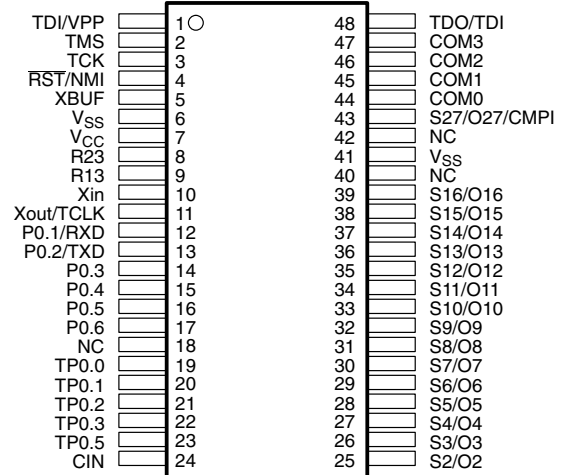 TDI/VPP 1 48 TDO/TDI
TMS 2 47 COM3
TCK 3 46 COM2
RST/NMI 4 45 COM1
XBUF 5 44 COM0
VSS 6 43 S27/O27/CMPI
VCC 7 42 NC
R23 8 41 VSS
R13 9 40 NC
Xin 10 39 S16/O16
Xout/TCLK 11 38 S15/O15
P0.1/RXD 12 37 S14/O14
P0.2/TXD 13 36 S13/O13
P0.3 14 35 S12/O12
P0.4 15 34 S11/O11
P0.5 16 33 S10/O10
P0.6 17 32 S9/O9
NC 18 31 S8/O8
TP0.0 19 30 S7/O7
TP0.1 20 29 S6/O6
TP0.2 21 28 S5/O5
TP0.3 22 27 S4/O4
TP0.5 23 26 S3/O3
CIN 24 25 S2/O2